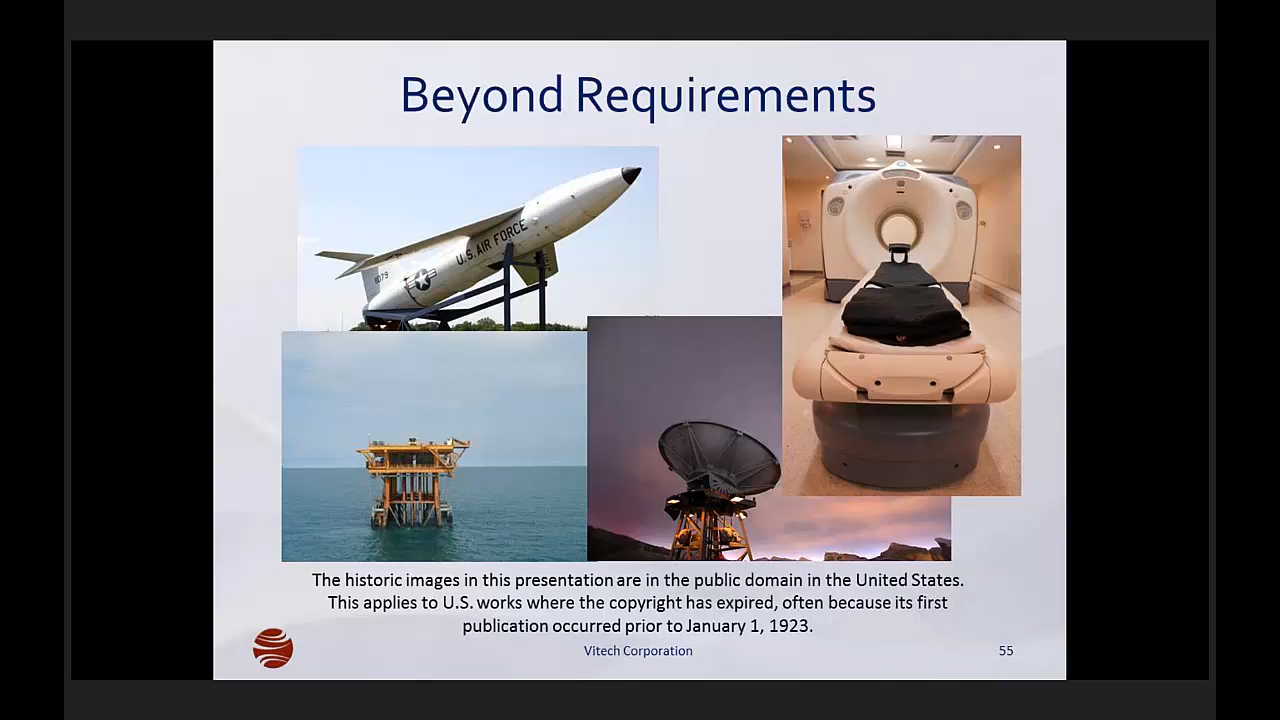 Beyond Requirements
U.S. AIR FORCE
11079
The historic images in this presentation are in the public domain in the United States.
This applies to U.S. works where the copyright has expired, often because its first
publication occurred prior to January 1, 1923.
Vitech Corporation
55